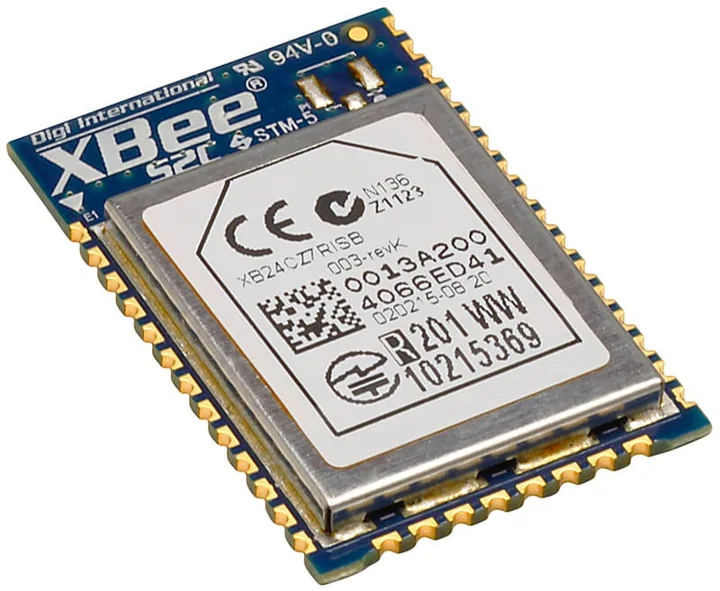 94V-0
Digi International
XBee®
S2C STM-5
E1
CE N136
Z1123
XB24CZ7RISB
003-revK
0013A200
4066ED41
020215-08 20
R 201 WW
10215369